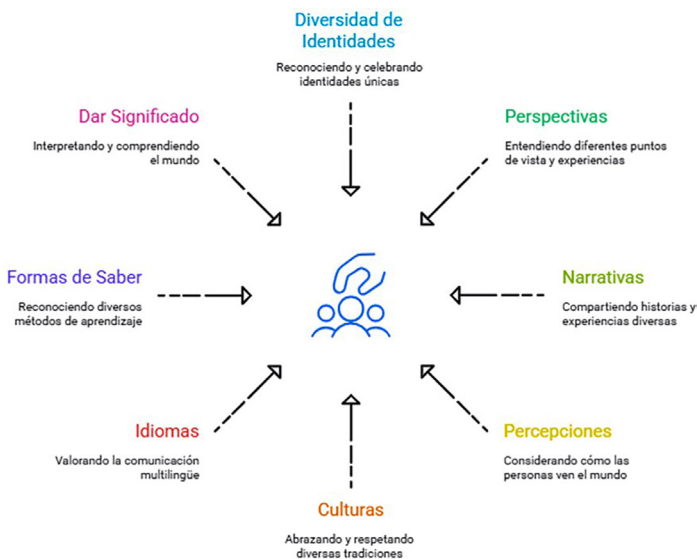 Diversidad de
Identidades
Reconociendo y celebrando
identidades únicas
Dar Significado
Interpretando y comprendiendo
el mundo
Perspectivas
Entendiendo diferentes puntos
de vista y experiencias
Formas de Saber
Reconociendo diversos
métodos de aprendizaje
Narrativas
Compartiendo historias y
experiencias diversas
Idiomas
Valorando la comunicación
multilingüe
Percepciones
Considerando cómo las
personas ven el mundo
Culturas
Abrazando y respetando
diversas tradiciones